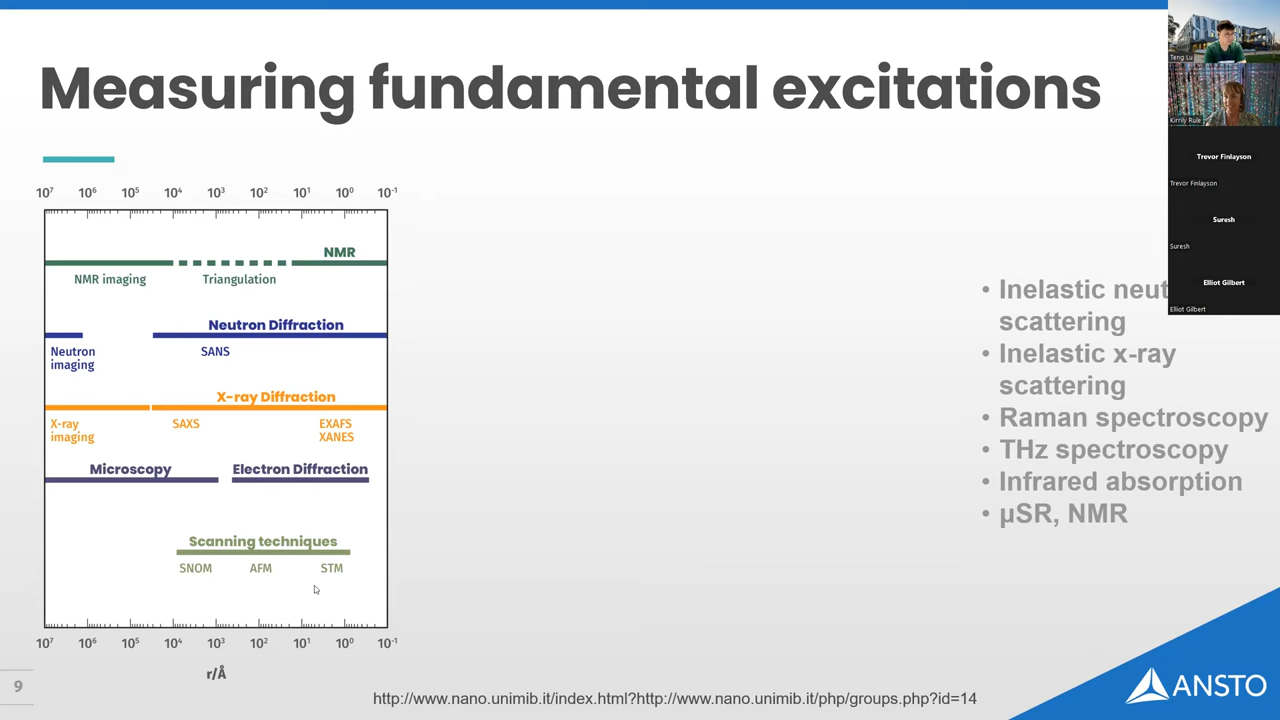 Measuring fundamental excitations
10⁷ 10⁶ 10⁵ 10⁴ 10³ 10² 10¹ 10⁰ 10⁻¹
NMR
NMR imaging
Triangulation
Neutron Diffraction
Neutron
imaging
SANS
X-ray Diffraction
X-ray
imaging
SAXS
EXAFS
XANES
Microscopy
Electron Diffraction
Scanning techniques
SNOM
AFM
STM
10⁷ 10⁶ 10⁵ 10⁴ 10³ 10² 10¹ 10⁰ 10⁻¹
r/Å
• Inelastic neut
scattering
• Inelastic x-ray
scattering
• Raman spectroscopy
• THz spectroscopy
• Infrared absorption
• µSR, NMR
Teng Lu
Kirrily Rule
Trevor Finlayson
Trevor Finlayson
Suresh
Suresh
Elliot Gilbert
Elliot Gilbert
9
http://www.nano.unimib.it/index.html?http://www.nano.unimib.it/php/groups.php?id=14
ANSTO